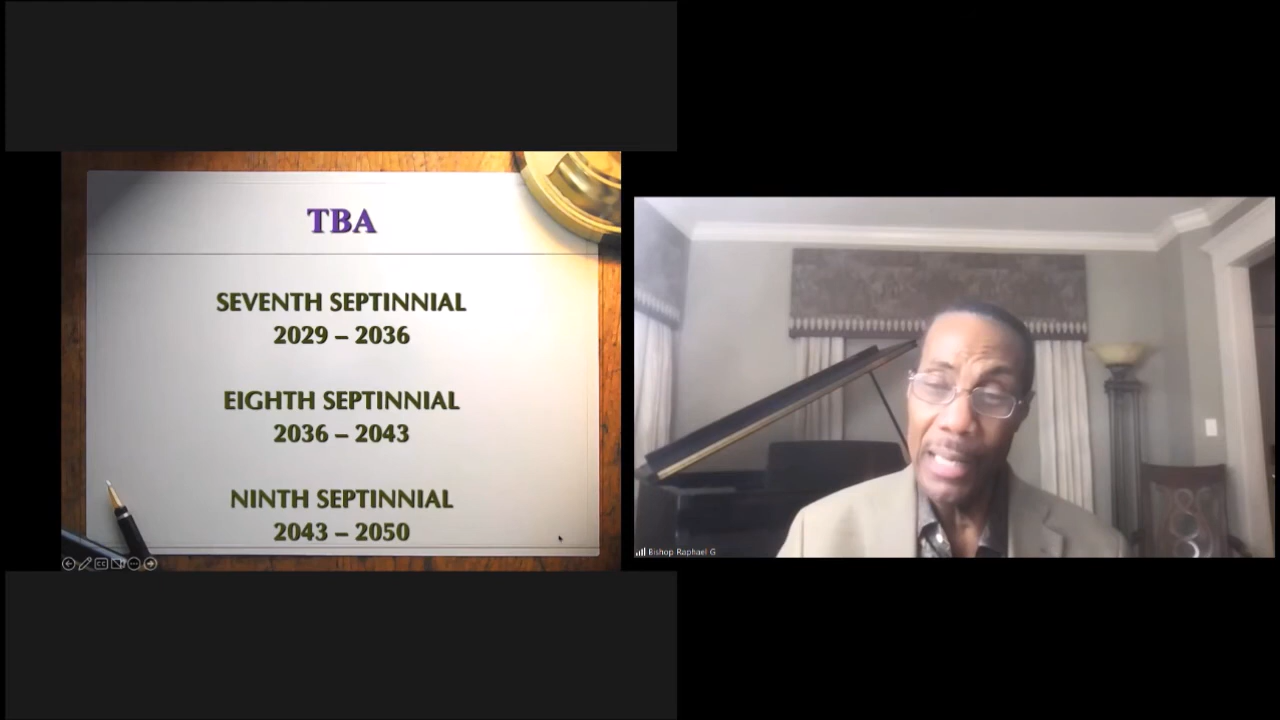 TBA
SEVENTH SEPTINNIAL
2029 – 2036
EIGHTH SEPTINNIAL
2036 – 2043
NINTH SEPTINNIAL
2043 – 2050
Bishop Raphael G